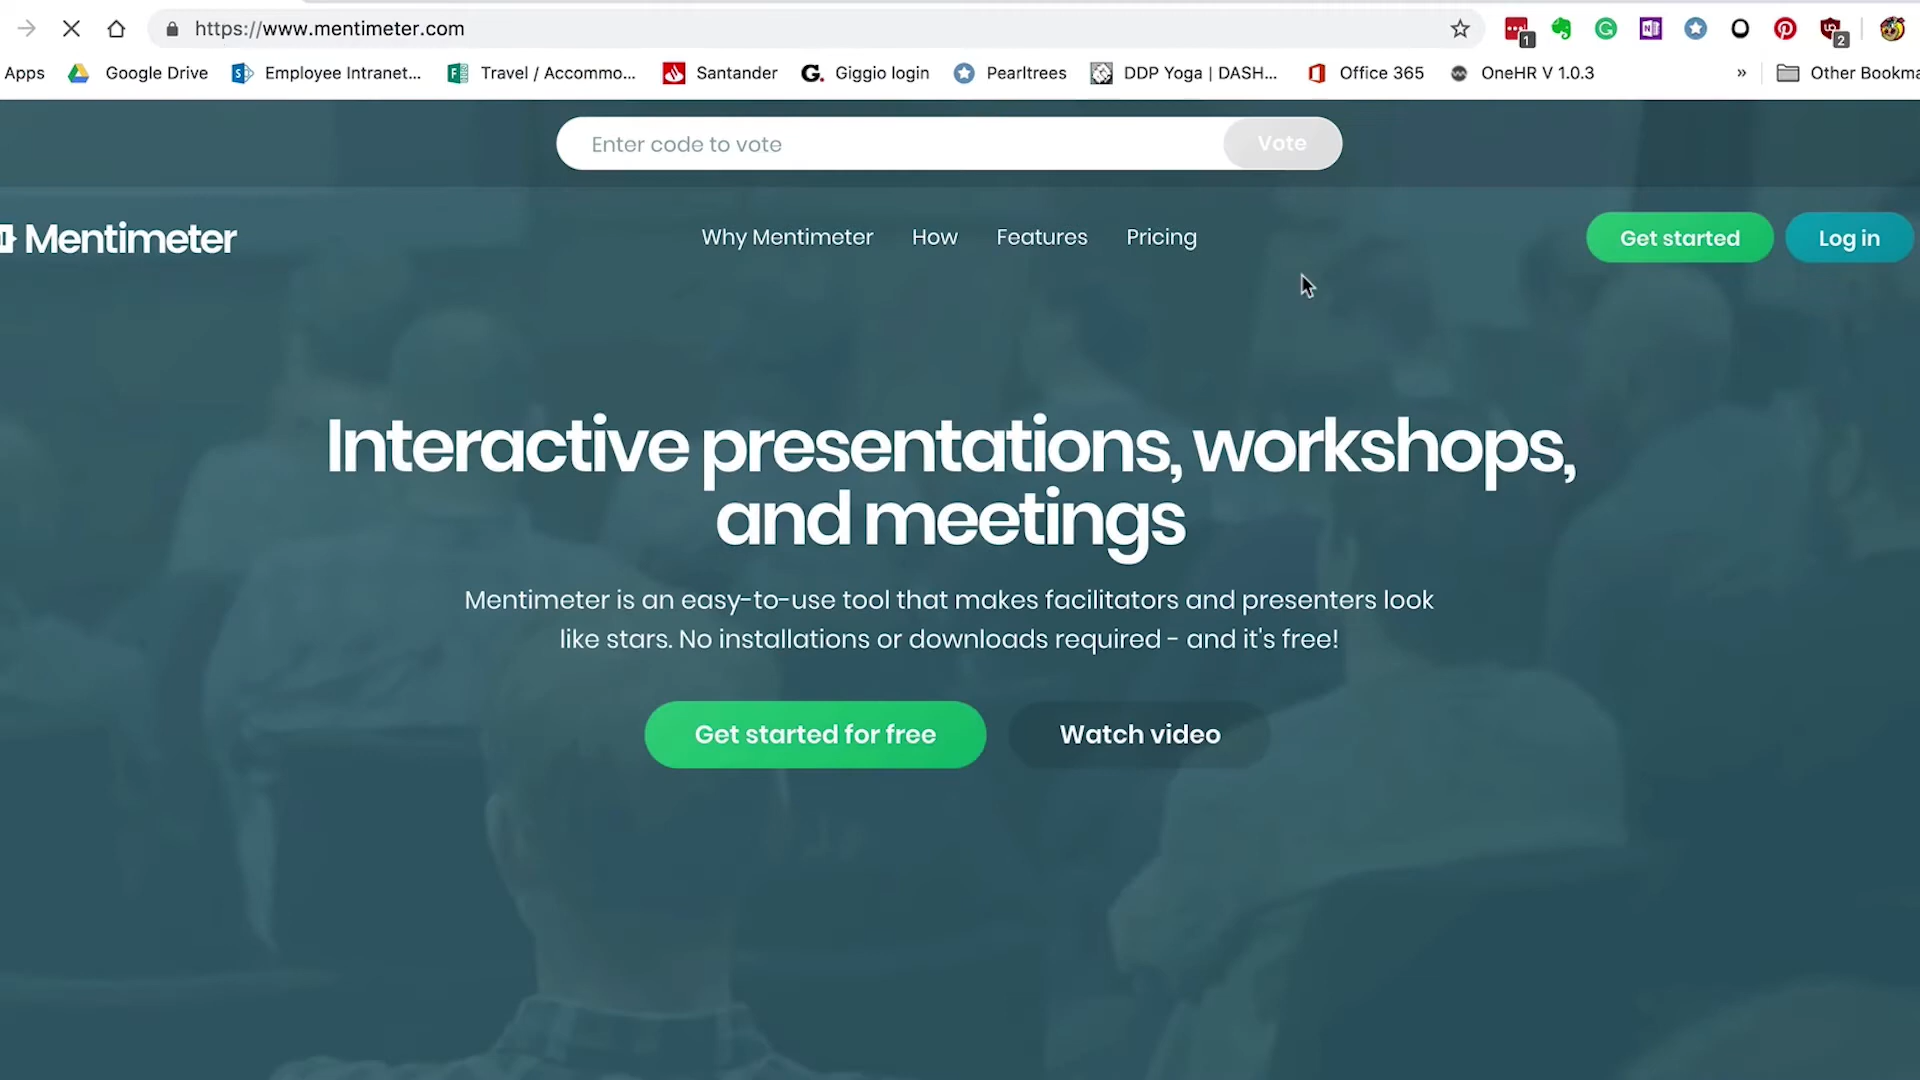 https://www.mentimeter.com
1
2
Apps
Google Drive
Employee Intranet...
Travel / Accommo...
Santander
G. Giggio login
Pearltrees
DDP Yoga | DASH...
Office 365
OneHR V 1.0.3
»
Other Bookma
Enter code to vote
Vote
Mentimeter
Why Mentimeter
How
Features
Pricing
Get started
Log in
Interactive presentations, workshops,
and meetings
Mentimeter is an easy-to-use tool that makes facilitators and presenters look
like stars. No installations or downloads required - and it's free!
Get started for free
Watch video